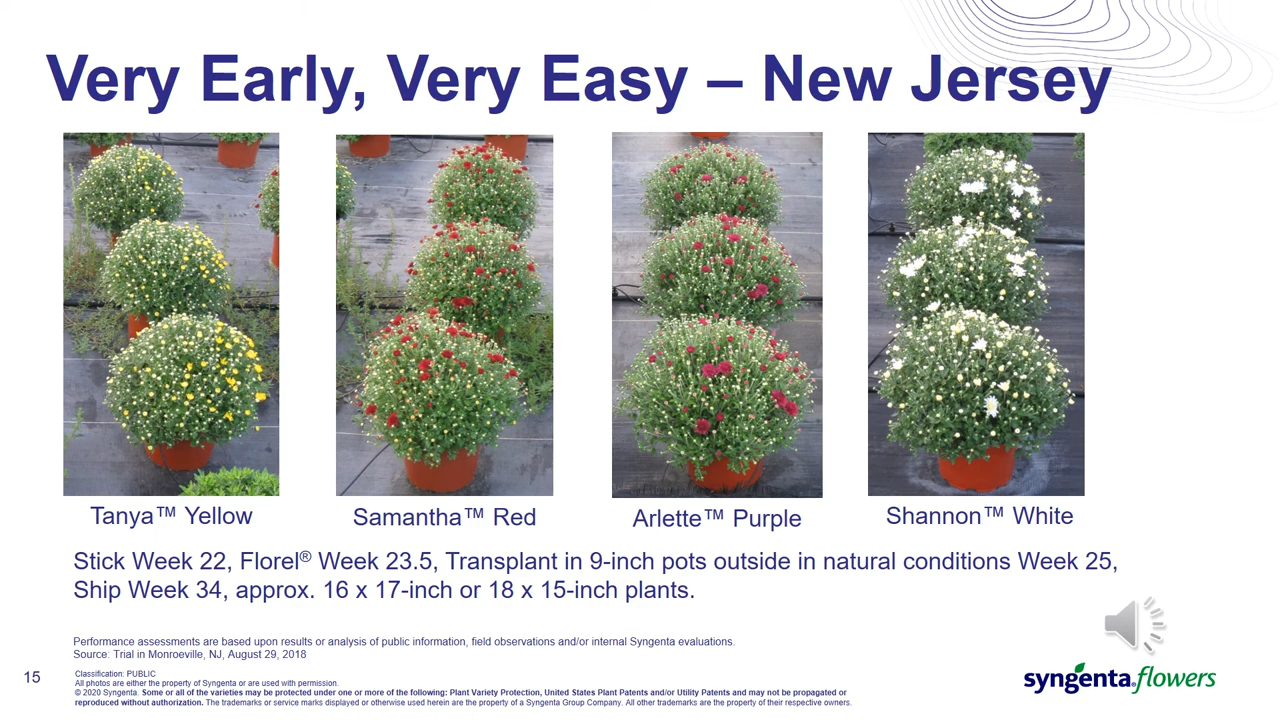 Very Early, Very Easy – New Jersey
Tanya™ Yellow
Samantha™ Red
Arlette™ Purple
Shannon™ White
Stick Week 22, Florel® Week 23.5, Transplant in 9-inch pots outside in natural conditions Week 25,
Ship Week 34, approx. 16 x 17-inch or 18 x 15-inch plants.
Performance assessments are based upon results or analysis of public information, field observations and/or internal Syngenta evaluations.
Source: Trial in Monroeville, NJ, August 29, 2018
15
Classification: PUBLIC
All photos are either the property of Syngenta or are used with permission.
© 2020 Syngenta. Some or all of the varieties may be protected under one or more of the following: Plant Variety Protection, United States Plant Patents and/or Utility Patents and may not be propagated or
reproduced without authorization. The trademarks or service marks displayed or otherwise used herein are the property of a Syngenta Group Company. All other trademarks are the property of their respective owners.
syngenta® flowers